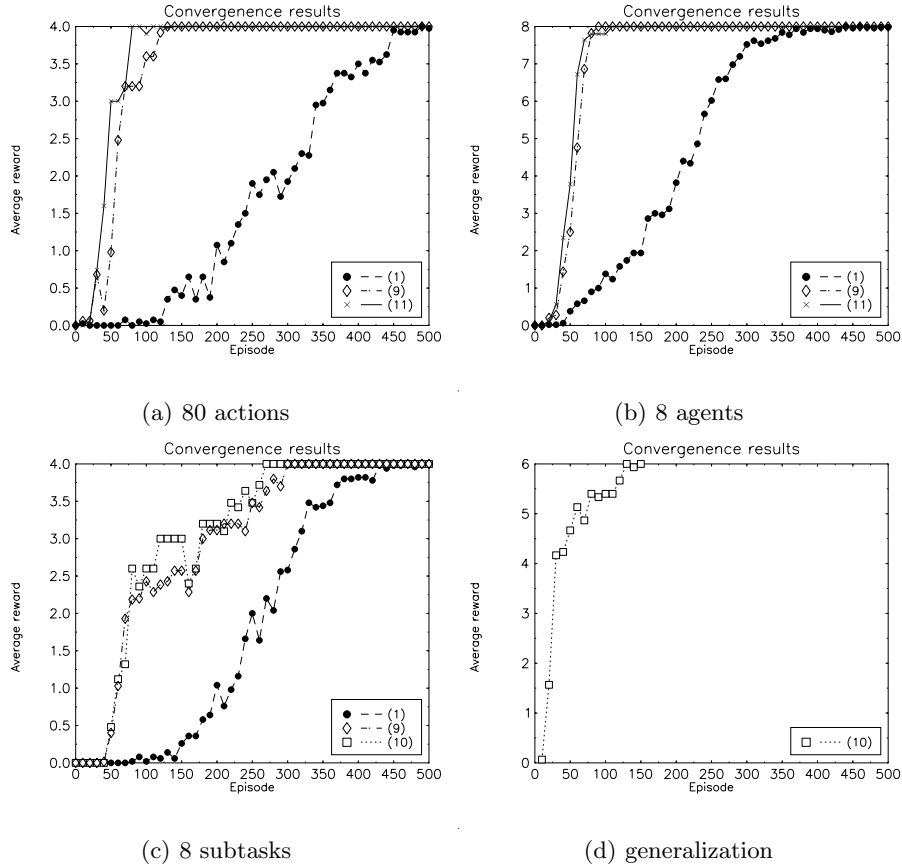 Convergenence results
4.0
3.5
3.0
2.5
2.0
1.5
1.0
0.5
0.0
Average reward
0 50 100 150 200 250 300 350 400 450 500
Episode
(1)
(9)
(11)
(a) 80 actions
Convergenence results
8
7
6
5
4
3
2
1
0
Average reward
0 50 100 150 200 250 300 350 400 450 500
Episode
(1)
(9)
(11)
(b) 8 agents
Convergenence results
4.0
3.5
3.0
2.5
2.0
1.5
1.0
0.5
0.0
Average reward
0 50 100 150 200 250 300 350 400 450 500
Episode
(1)
(9)
(10)
(c) 8 subtasks
Convergenence results
6
5
4
3
2
1
0
Average reward
0 50 100 150 200 250 300 350 400 450 500
Episode
(10)
(d) generalization